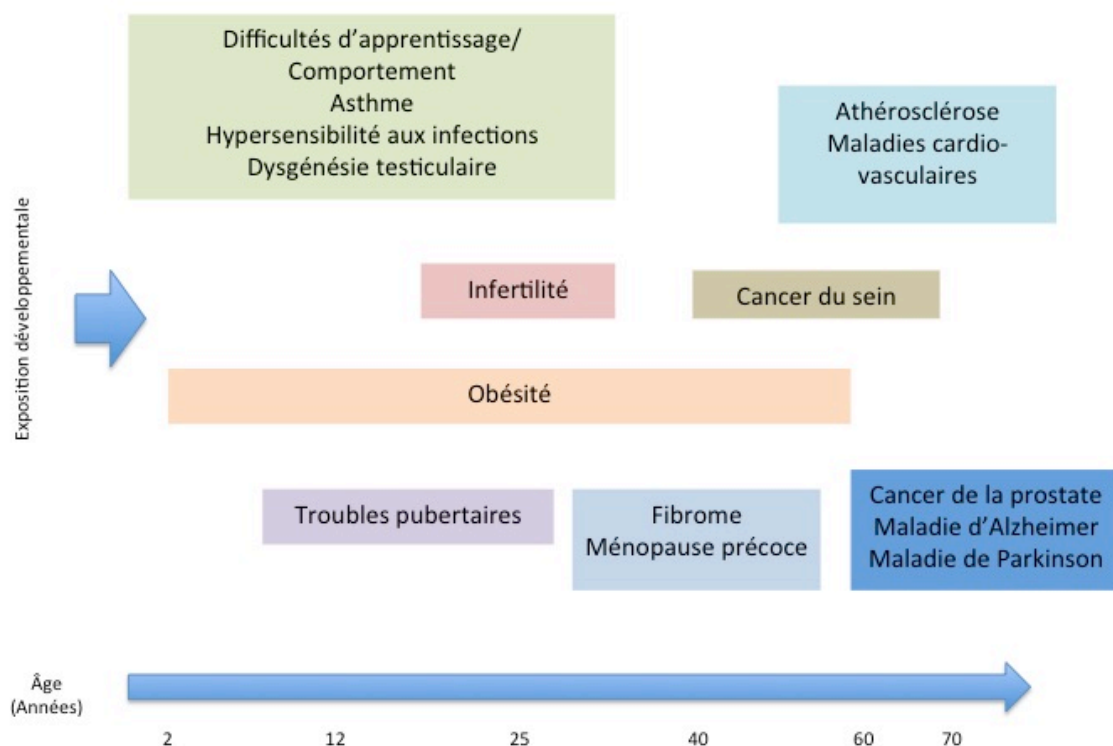 Difficultés d’apprentissage/
Comportement
Asthme
Hypersensibilité aux infections
Dysgénésie testiculaire
Athérosclérose
Maladies cardio-
vasculaires
Exposition développementale
Infertilité
Cancer du sein
Obésité
Troubles pubertaires
Fibrome
Ménopause précoce
Cancer de la prostate
Maladie d’Alzheimer
Maladie de Parkinson
Âge
(Années)
2 12 25 40 60 70